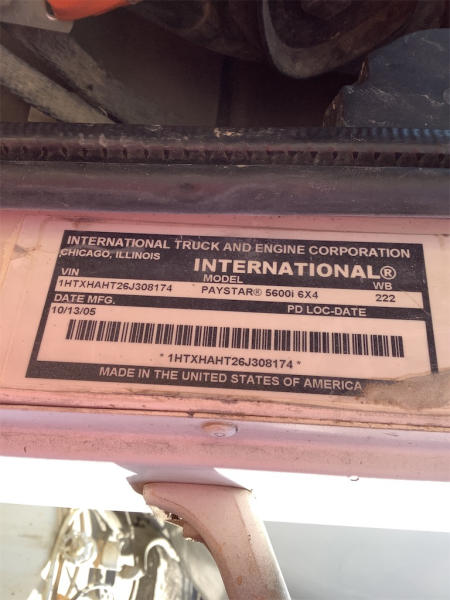 INTERNATIONAL TRUCK AND ENGINE CORPORATION
CHICAGO, ILLINOIS
INTERNATIONAL®
VIN MODEL WB
1HTXHAHT26J308174 PAYSTAR® 5600i 6X4 222
DATE MFG. PD LOC-DATE
10/13/05
*1HTXHAHT26J308174*
MADE IN THE UNITED STATES OF AMERICA